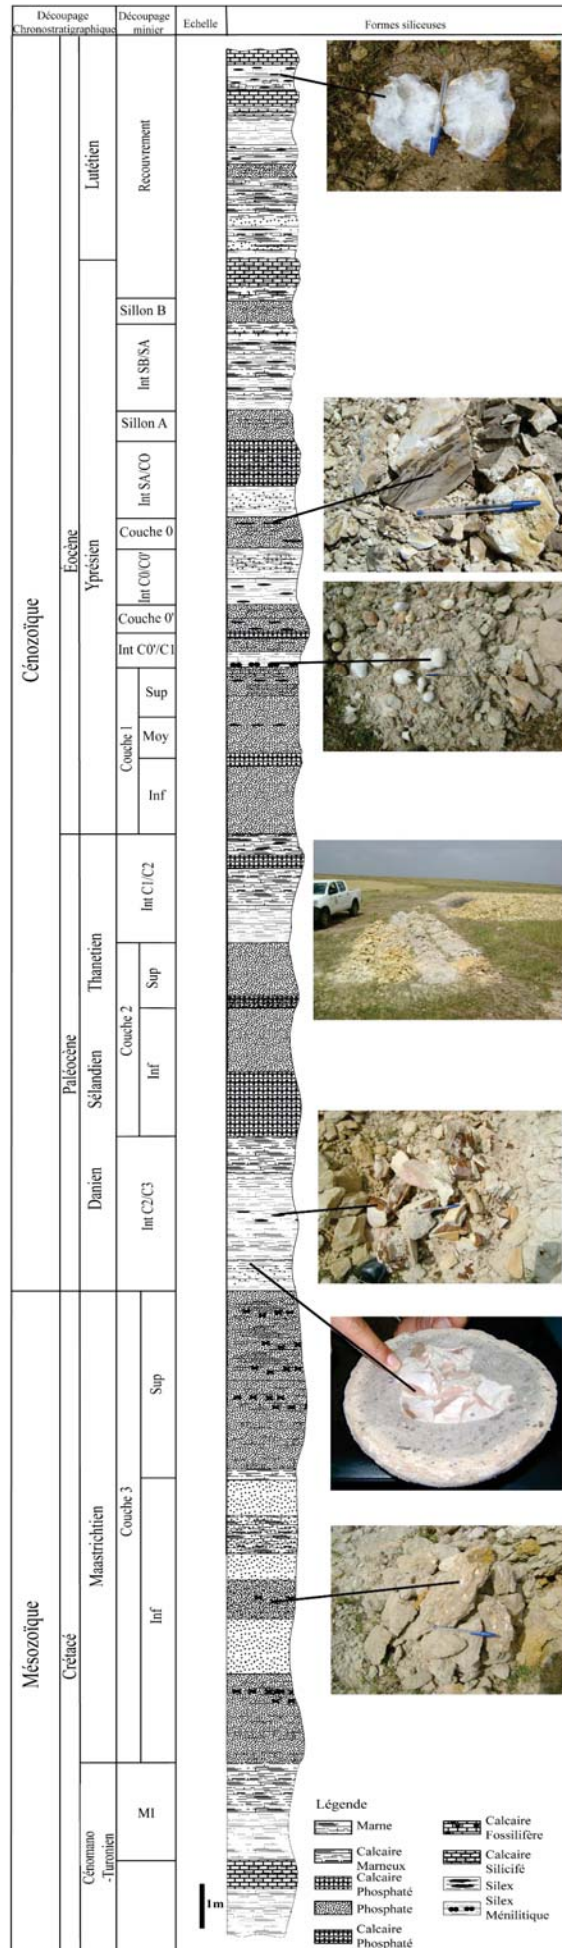 Découpage
Chronostratigraphique
Découpage
minier
Echelle
Formes siliceuses
Cénozoïque
Éocène
Lutétien
Recouvrement
Yprésien
Sillon B
Int SB/SA
Sillon A
Int SA/CO
Couche 0
Int C0/C0'
Couche 0'
Int C0'/C1
Couche 1
Sup
Moy
Inf
Paléocène
Thanetien
Int C1/C2
Sélandien
Couche 2
Sup
Inf
Danien
Int C2/C3
Mésozoïque
Crétacé
Maastrichtien
Couche 3
Sup
Inf
Cénomano
-Turonien
M1
1m
Légende
Marne
Calcaire
Marneux
Calcaire
Phosphaté
Phosphate
Calcaire
Phosphaté
Calcaire
Fossilifère
Calcaire
Silicifé
Silex
Silex
Ménilitique